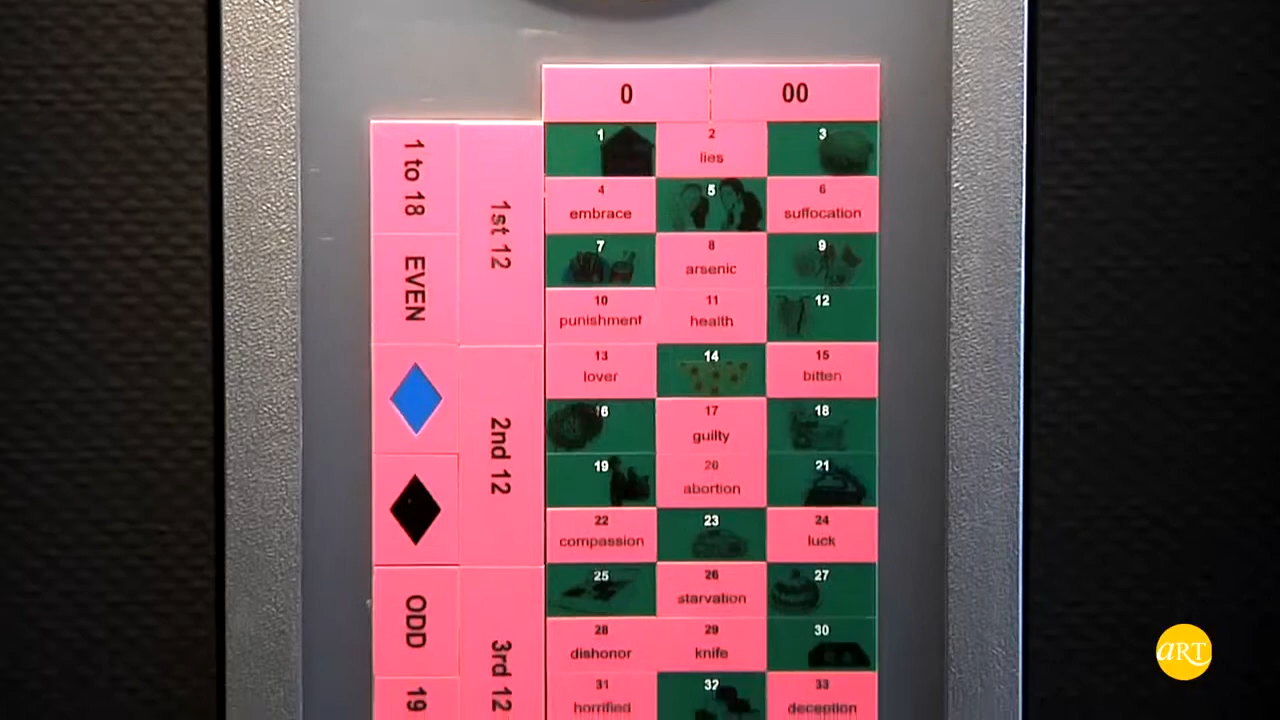 0 00
1 2 3
lies
4 5 6
embrace suffocation
7 8 9
arsenic
10 11 12
punishment health
13 14 15
lover bitten
16 17 18
guilty
19 20 21
abortion
22 23 24
compassion luck
25 26 27
starvation
28 29 30
dishonor knife
31 32 33
horrified deception
1 to 18
EVEN
ODD
19
1st 12
2nd 12
3rd 12
aRT